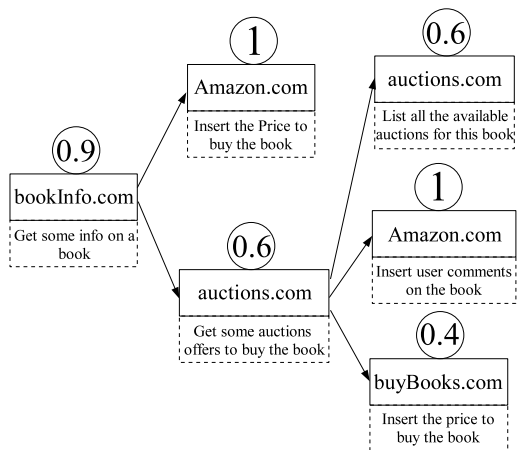 1
Amazon.com
Insert the Price to
buy the book
0.6
auctions.com
List all the available
auctions for this book
0.9
bookInfo.com
Get some info on a
book
1
Amazon.com
Insert user comments
on the book
0.6
auctions.com
Get some auctions
offers to buy the book
0.4
buyBooks.com
Insert the price to
buy the book